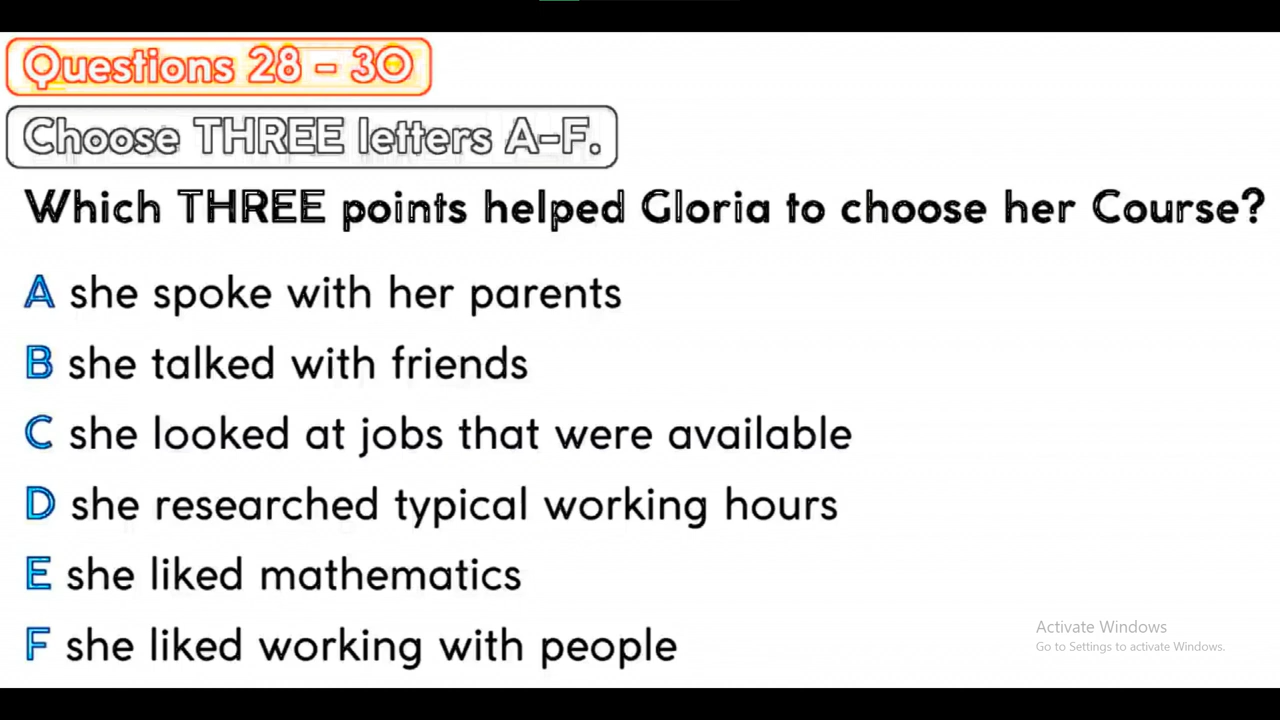 Questions 28 - 30
Choose THREE letters A-F.
Which THREE points helped Gloria to choose her Course?
A she spoke with her parents
B she talked with friends
C she looked at jobs that were available
D she researched typical working hours
E she liked mathematics
F she liked working with people
Activate Windows
Go to Settings to activate Windows.